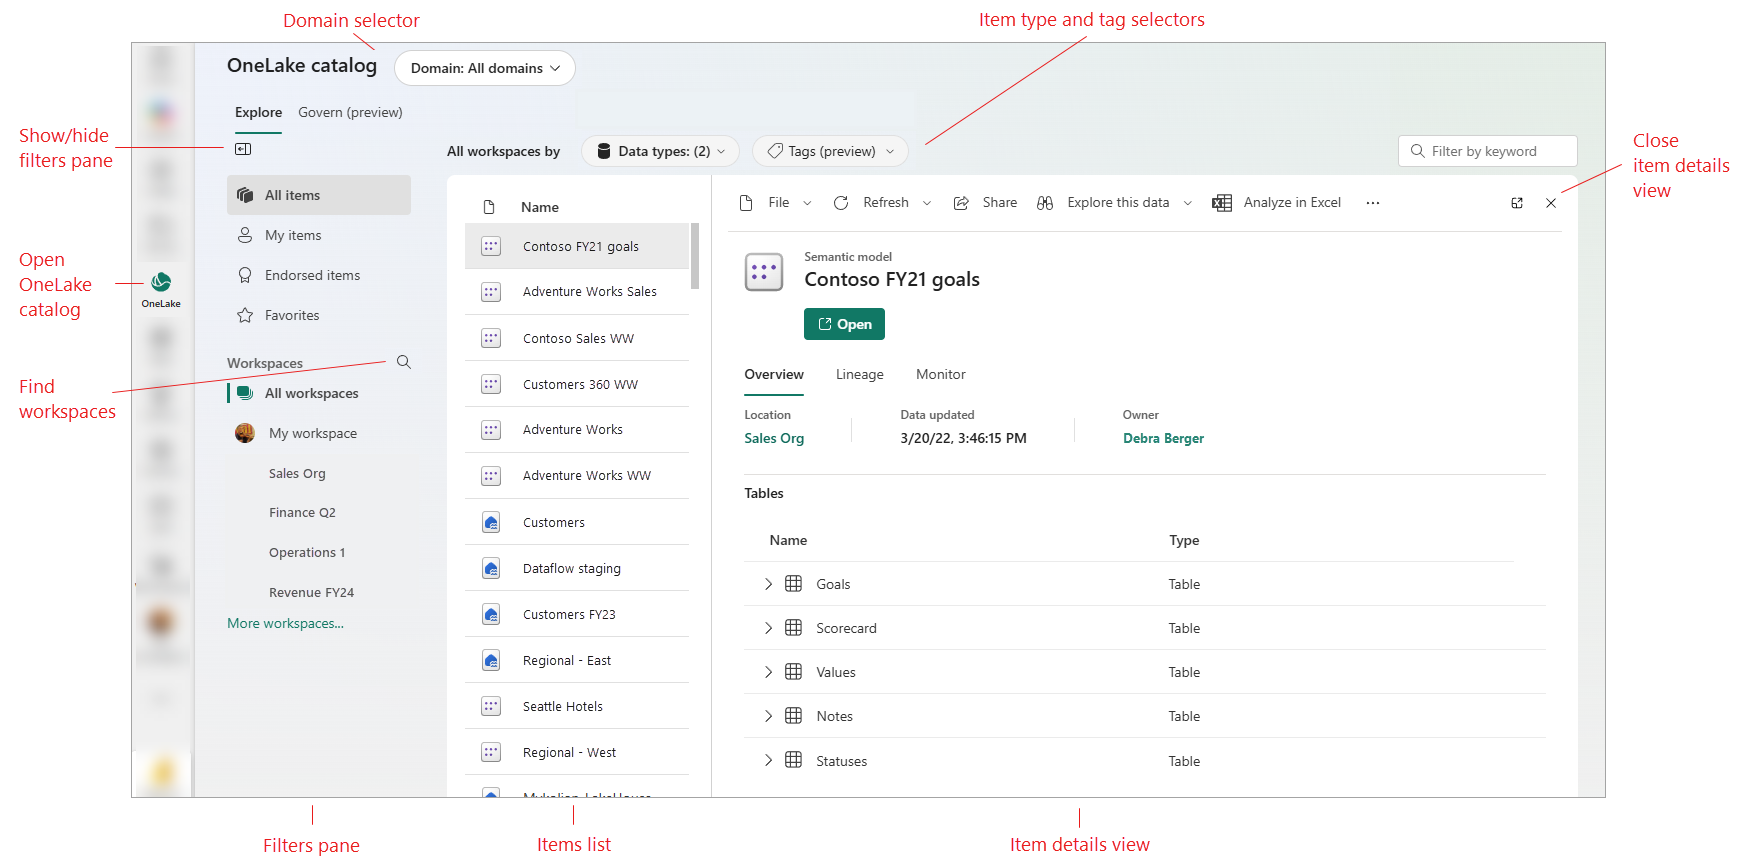 Domain selector
Item type and tag selectors
OneLake catalog
Domain: All domains
Explore
Govern (preview)
Show/hide
filters pane
All workspaces by
Data types: (2)
Tags (preview)
Filter by keyword
Close
item details
view
All items
My items
Endorsed items
Favorites
Open
OneLake
catalog
OneLake
Workspaces
Find
workspaces
All workspaces
My workspace
Sales Org
Finance Q2
Operations 1
Revenue FY24
More workspaces...
Name
Contoso FY21 goals
Adventure Works Sales
Contoso Sales WW
Customers 360 WW
Adventure Works
Adventure Works WW
Customers
Dataflow staging
Customers FY23
Regional - East
Seattle Hotels
Regional - West
File
Refresh
Share
Explore this data
Analyze in Excel
...
Semantic model
Contoso FY21 goals
Open
Overview
Lineage
Monitor
Location
Data updated
Owner
Sales Org
3/20/22, 3:46:15 PM
Debra Berger
Tables
Name
Type
Goals
Table
Scorecard
Table
Values
Table
Notes
Table
Statuses
Table
Filters pane
Items list
Item details view